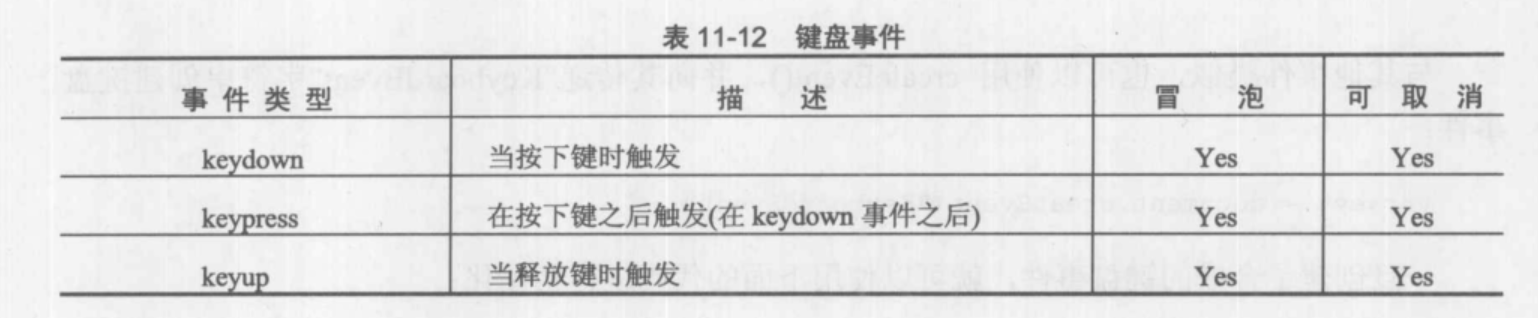 表 11-12 键盘事件
事件类型 描述 冒泡 可取消
keydown 当按下键时触发 Yes Yes
keypress 在按下键之后触发(在 keydown 事件之后) Yes Yes
keyup 当释放键时触发 Yes Yes